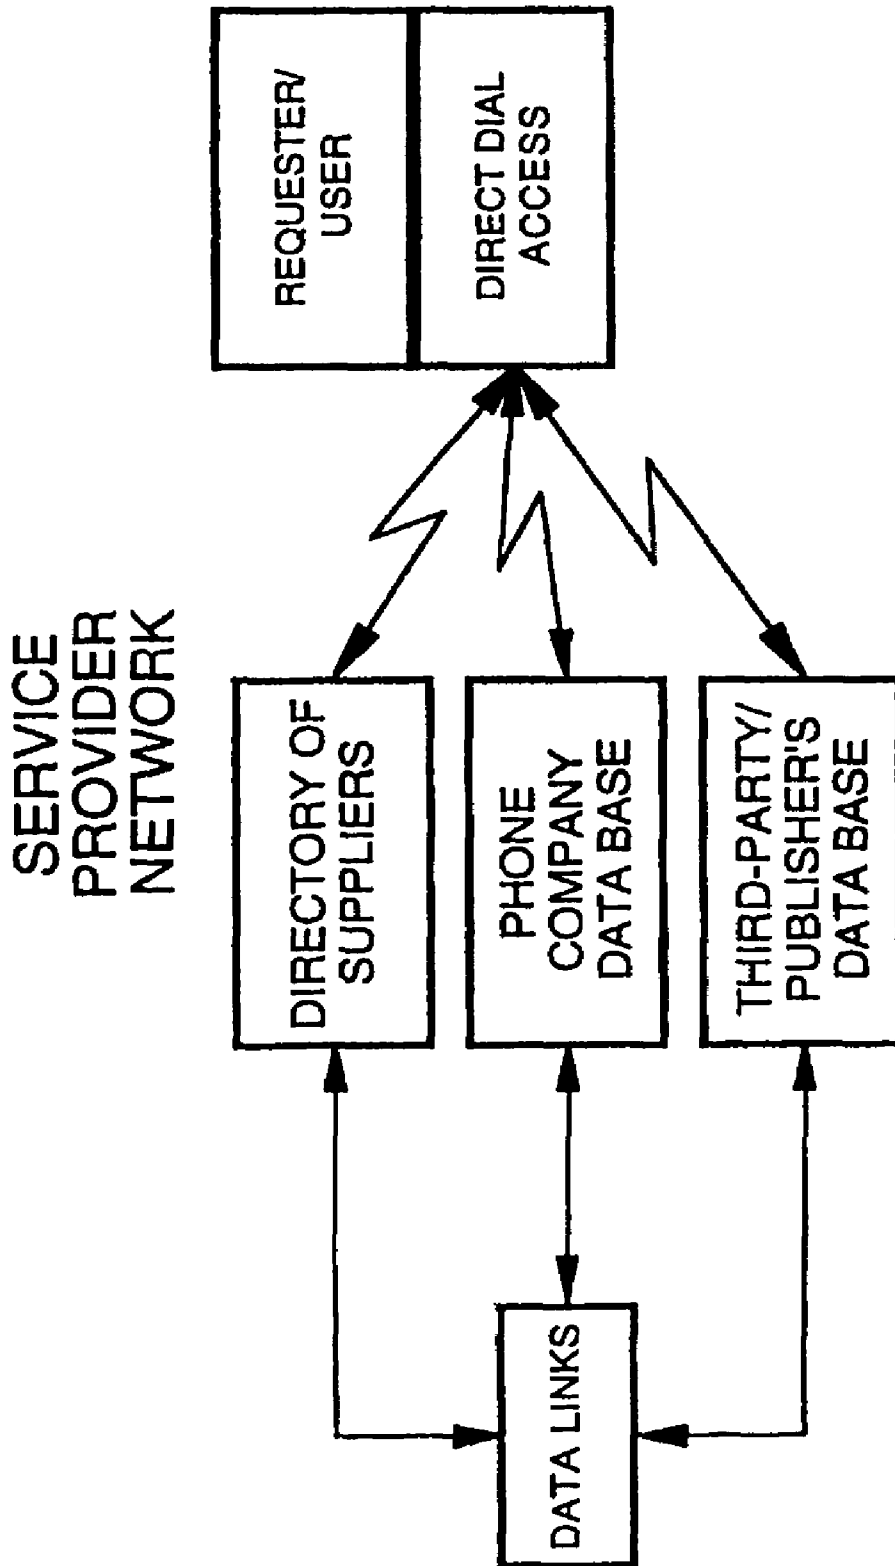 SERVICE
PROVIDER
NETWORK
DATA LINKS
DIRECTORY OF
SUPPLIERS
PHONE
COMPANY
DATA BASE
THIRD-PARTY/
PUBLISHER'S
DATA BASE
REQUESTER/
USER
DIRECT DIAL
ACCESS